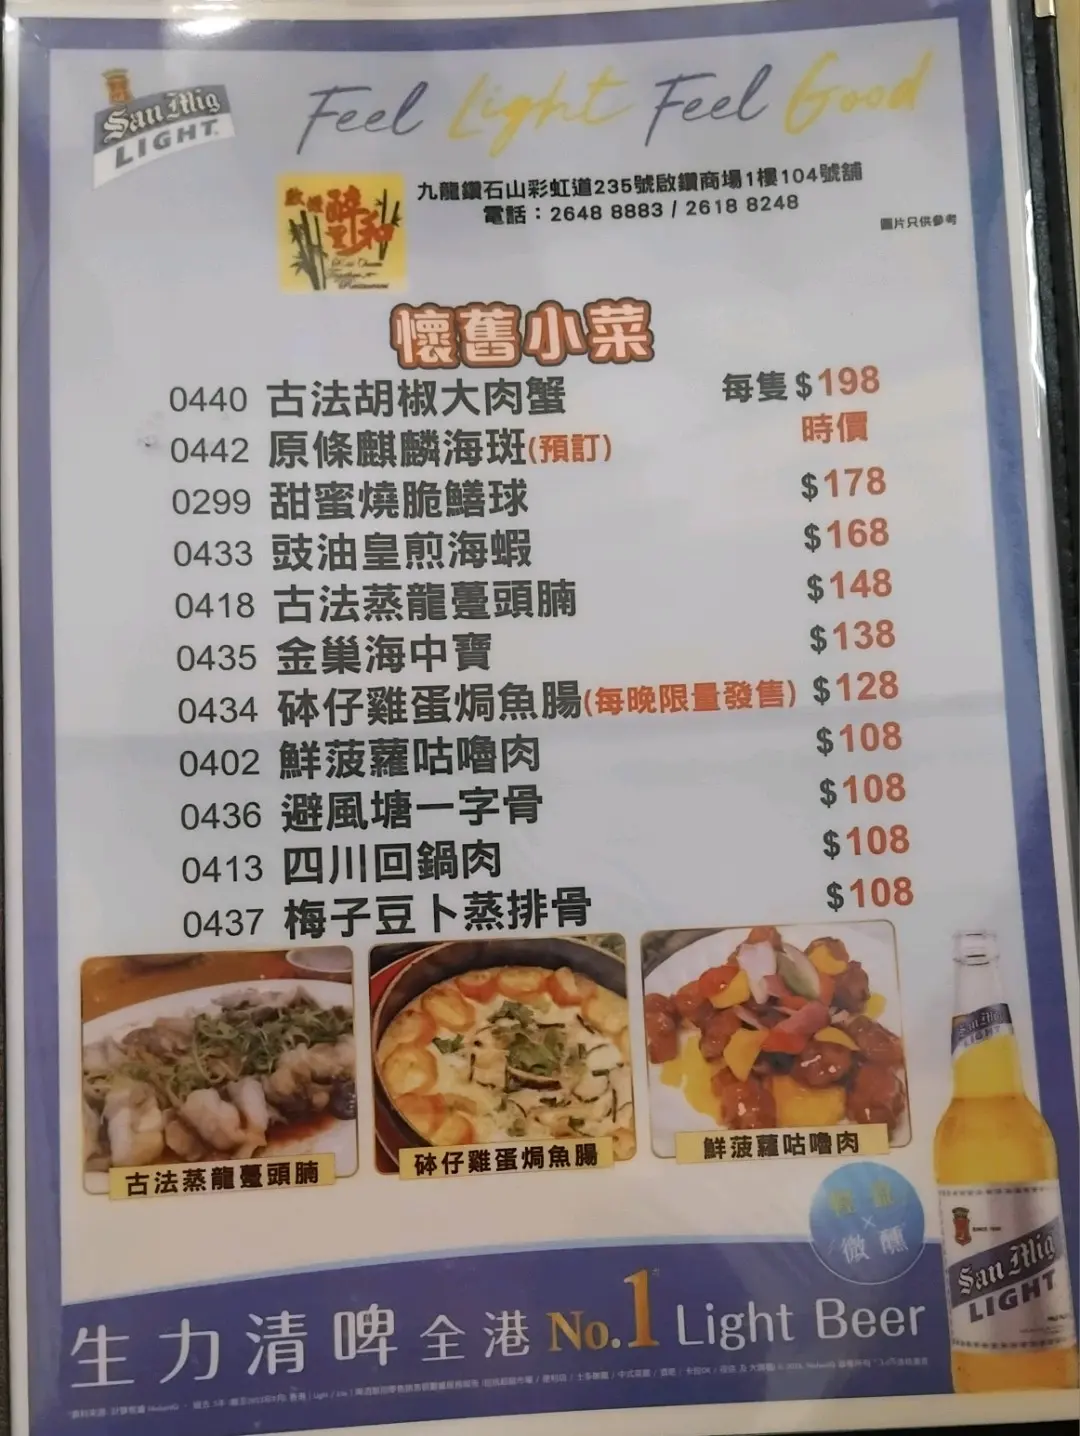 San Mig
LIGHT
Feel Light Feel Good
醉和
九龍鑽石山彩虹道235號啟鑽商場1樓104號舖
電話：2648 8883 / 2618 8248
圖片只供參考
懷舊小菜
0440 古法胡椒大肉蟹 每隻 $198
0442 原條麒麟海斑(預訂) 時價
0299 甜蜜燒脆鱔球 $178
0433 豉油皇煎海蝦 $168
0418 古法蒸龍躉頭腩 $148
0435 金巢海中寶 $138
0434 砵仔雞蛋焗魚腸(每晚限量發售) $128
0402 鮮菠蘿咕嚕肉 $108
0436 避風塘一字骨 $108
0413 四川回鍋肉 $108
0437 梅子豆卜蒸排骨 $108
古法蒸龍躉頭腩
砵仔雞蛋焗魚腸
鮮菠蘿咕嚕肉
微醺
San Mig
LIGHT
San Mig
LIGHT
生力清啤 全港 No.1 Light Beer